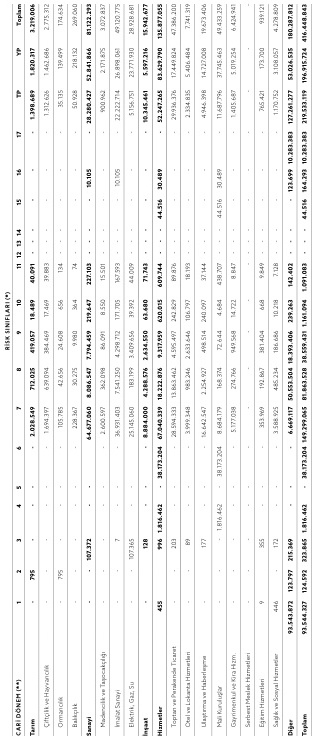 RİSK SINIFLARI (*)
CARİ DÖNEM (**) 1 2 3 4 5 6 7 8 9 10 11 12 13 14 15 16 17 TP YP Toplam
Tarım - 795 - - - - 2.028.549 712.025 419.057 18.489 40.091 - - - - - - 1.398.689 1.820.317 3.219.006
Çiftçilik ve Hayvancılık - - - - - - 1.694.397 639.894 384.469 17.469 39.883 - - - - - - 1.312.626 1.462.686 2.775.312
Ormancılık - 795 - - - - 105.785 42.656 24.608 656 134 - - - - - - 35.135 139.499 174.634
Balıkçılık - - - - - - 228.367 30.275 9.980 364 74 - - - - - - 50.928 218.132 269.060
Sanayi - - 107.372 - - - 64.677.060 8.086.547 7.794.459 219.647 227.103 - - - - 10.105 - 28.280.427 52.841.866 81.122.293
Madencilik ve Taşocakçılığı - - - - - - 2.600.597 362.098 86.091 8.550 15.501 - - - - - - 2.171.875 3.072.837
İmalat Sanayi - - 7 - - - 36.931.403 7.541.250 4.298.712 171.705 167.593 - - - - 10.105 - 22.222.714 26.898.061 49.120.775
Elektrik, Gaz, Su - - 107.365 - - - 25.145.060 183.199 3.409.656 39.392 44.009 - - - - - - 5.156.751 23.771.930 28.928.681
İnşaat - - 128 - - - 8.884.000 4.288.576 2.634.550 63.680 71.743 - - - - - - 10.345.461 5.597.216 15.942.677
Hizmetler 455 - 996 1.816.462 - 38.173.204 67.040.339 18.222.876 9.317.959 620.015 609.744 - - - 44.516 30.489 - 52.247.265 83.629.790 135.877.055
Toptan ve Perakende Ticaret - - 203 - - - 28.594.333 13.863.462 4.595.497 242.829 89.876 - - - - - - 29.936.376 17.449.824 47.386.200
Otel ve Lokanta Hizmetleri - - 89 - - - 3.999.348 983.246 2.633.646 106.797 18.193 - - - - - - 2.334.835 5.406.484 7.741.319
Ulaştırma ve Haberleşme - - 177 - - - 16.642.547 2.254.927 498.514 240.097 37.144 - - - - - - 4.946.398 14.727.008 19.673.406
Mali Kuruluşlar - - - 1.816.462 - 38.173.204 8.684.179 168.374 72.644 4.684 438.707 - - - 44.516 30.489 - 11.687.796 37.745.463 49.433.259
Gayrimenkul ve Kira Hizm. - - - - - - 5.177.038 274.766 949.568 14.722 8.847 - - - - - - 1.405.687 5.019.254 6.424.941
Serbest Meslek Hizmetleri - - - - - - - - - - - - - - - - - - - -
Eğitim Hizmetleri 9 - 355 - - - 353.969 192.867 381.404 668 9.849 - - - - - - 765.421 173.700 939.121
Sağlık ve Sosyal Hizmetler 446 - 172 - - - 3.588.925 485.234 186.686 10.218 7.128 - - - - - - 1.170.752 3.108.057 4.278.809
Diğer 93.543.872 123.797 215.369 - - - 6.669.117 50.553.504 18.393.406 239.263 142.402 - - - - 123.699 10.283.383 127.261.277 53.026.535 180.287.812
Toplam 93.544.327 124.592 323.865 1.816.462 - 38.173.204 149.299.065 81.863.528 38.559.431 1.161.094 1.091.083 - - - 44.516 164.293 10.283.383 219.533.119 196.915.724 416.448.843